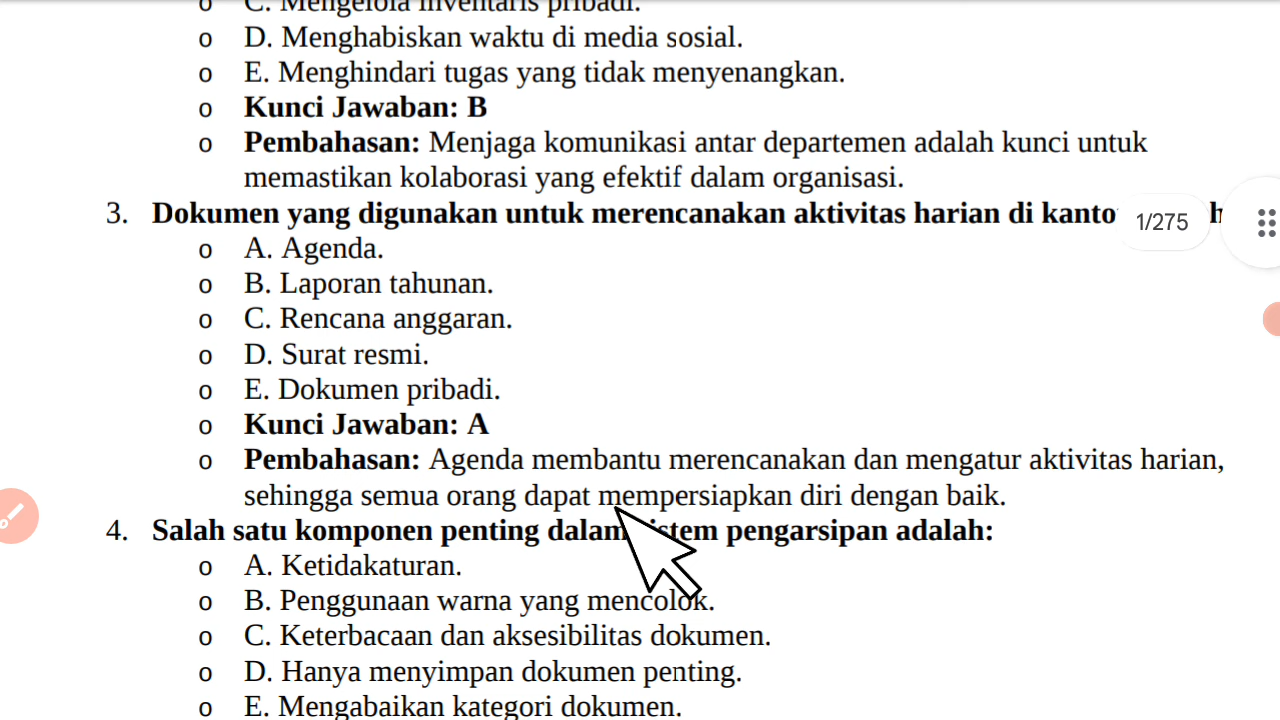 C. Mengelola inventaris pribadi.
o D. Menghabiskan waktu di media sosial.
o E. Menghindari tugas yang tidak menyenangkan.
o Kunci Jawaban: B
o Pembahasan: Menjaga komunikasi antar departemen adalah kunci untuk
memastikan kolaborasi yang efektif dalam organisasi.
3. Dokumen yang digunakan untuk merencanakan aktivitas harian di
1/275
o A. Agenda.
o B. Laporan tahunan.
o C. Rencana anggaran.
o D. Surat resmi.
o E. Dokumen pribadi.
o Kunci Jawaban: A
o Pembahasan: Agenda membantu merencanakan dan mengatur aktivitas harian,
sehingga semua orang dapat mempersiapkan diri dengan baik.
4. Salah satu komponen penting dalam sistem pengarsipan adalah:
o A. Ketidakaturan.
o B. Penggunaan warna yang mencolok.
o C. Keterbacaan dan aksesibilitas dokumen.
o D. Hanya menyimpan dokumen penting.
o E. Mengabaikan kategori dokumen.